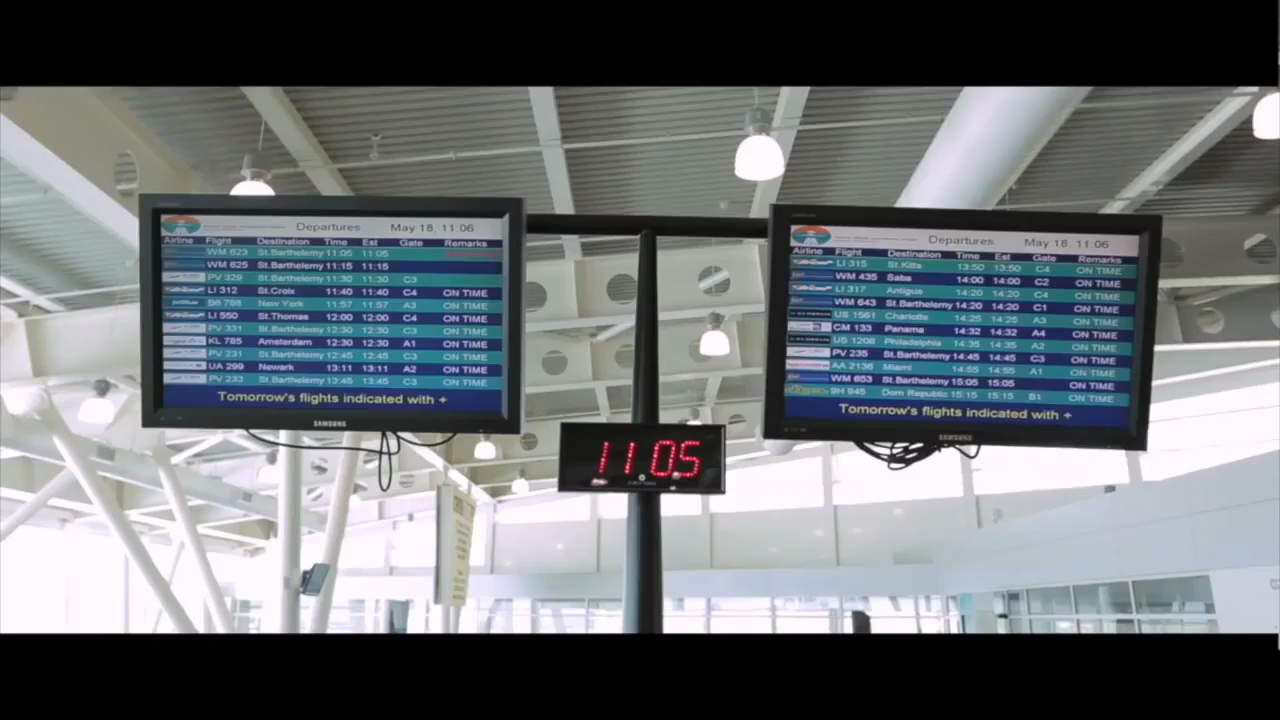 Departures May 18, 11:06
Airline Flight Destination Time Est Gate Remarks
WM 623 St.Barthelemy 11:05 11:05
WM 625 St.Barthelemy 11:15 11:15
PV 329 St.Barthelemy 11:30 11:30 C3
LI 312 St.Croix 11:40 11:40 C4 ON TIME
B6 788 New York 11:57 11:57 A3 ON TIME
LI 550 St.Thomas 12:00 12:00 C4 ON TIME
PV 331 St.Barthelemy 12:30 12:30 C3 ON TIME
KL 785 Amsterdam 12:30 12:30 A1 ON TIME
PV 231 St.Barthelemy 12:45 12:45 C3 ON TIME
UA 299 Newark 13:11 13:11 A2 ON TIME
PV 233 St.Barthelemy 13:45 13:45 C3 ON TIME
Tomorrow's flights indicated with +
SAMSUNG
11:05
Departures May 18, 11:06
Airline Flight Destination Time Est Gate Remarks
LI 315 St.Kitts 13:50 13:50 C4 ON TIME
WM 435 Saba 14:00 14:00 C2 ON TIME
LI 317 Antigua 14:20 14:20 C4 ON TIME
WM 643 St.Barthelemy 14:20 14:20 C1 ON TIME
US 1561 Charlotte 14:25 14:25 A3 ON TIME
CM 133 Panama 14:32 14:32 A4 ON TIME
US 1208 Philadelphia 14:35 14:35 A2 ON TIME
PV 235 St.Barthelemy 14:45 14:45 C3 ON TIME
AA 2136 Miami 14:55 14:55 A1 ON TIME
WM 653 St.Barthelemy 15:05 15:05 ON TIME
9H 945 Dom Republic 15:15 15:15 B1 ON TIME
Tomorrow's flights indicated with +
SAMSUNG